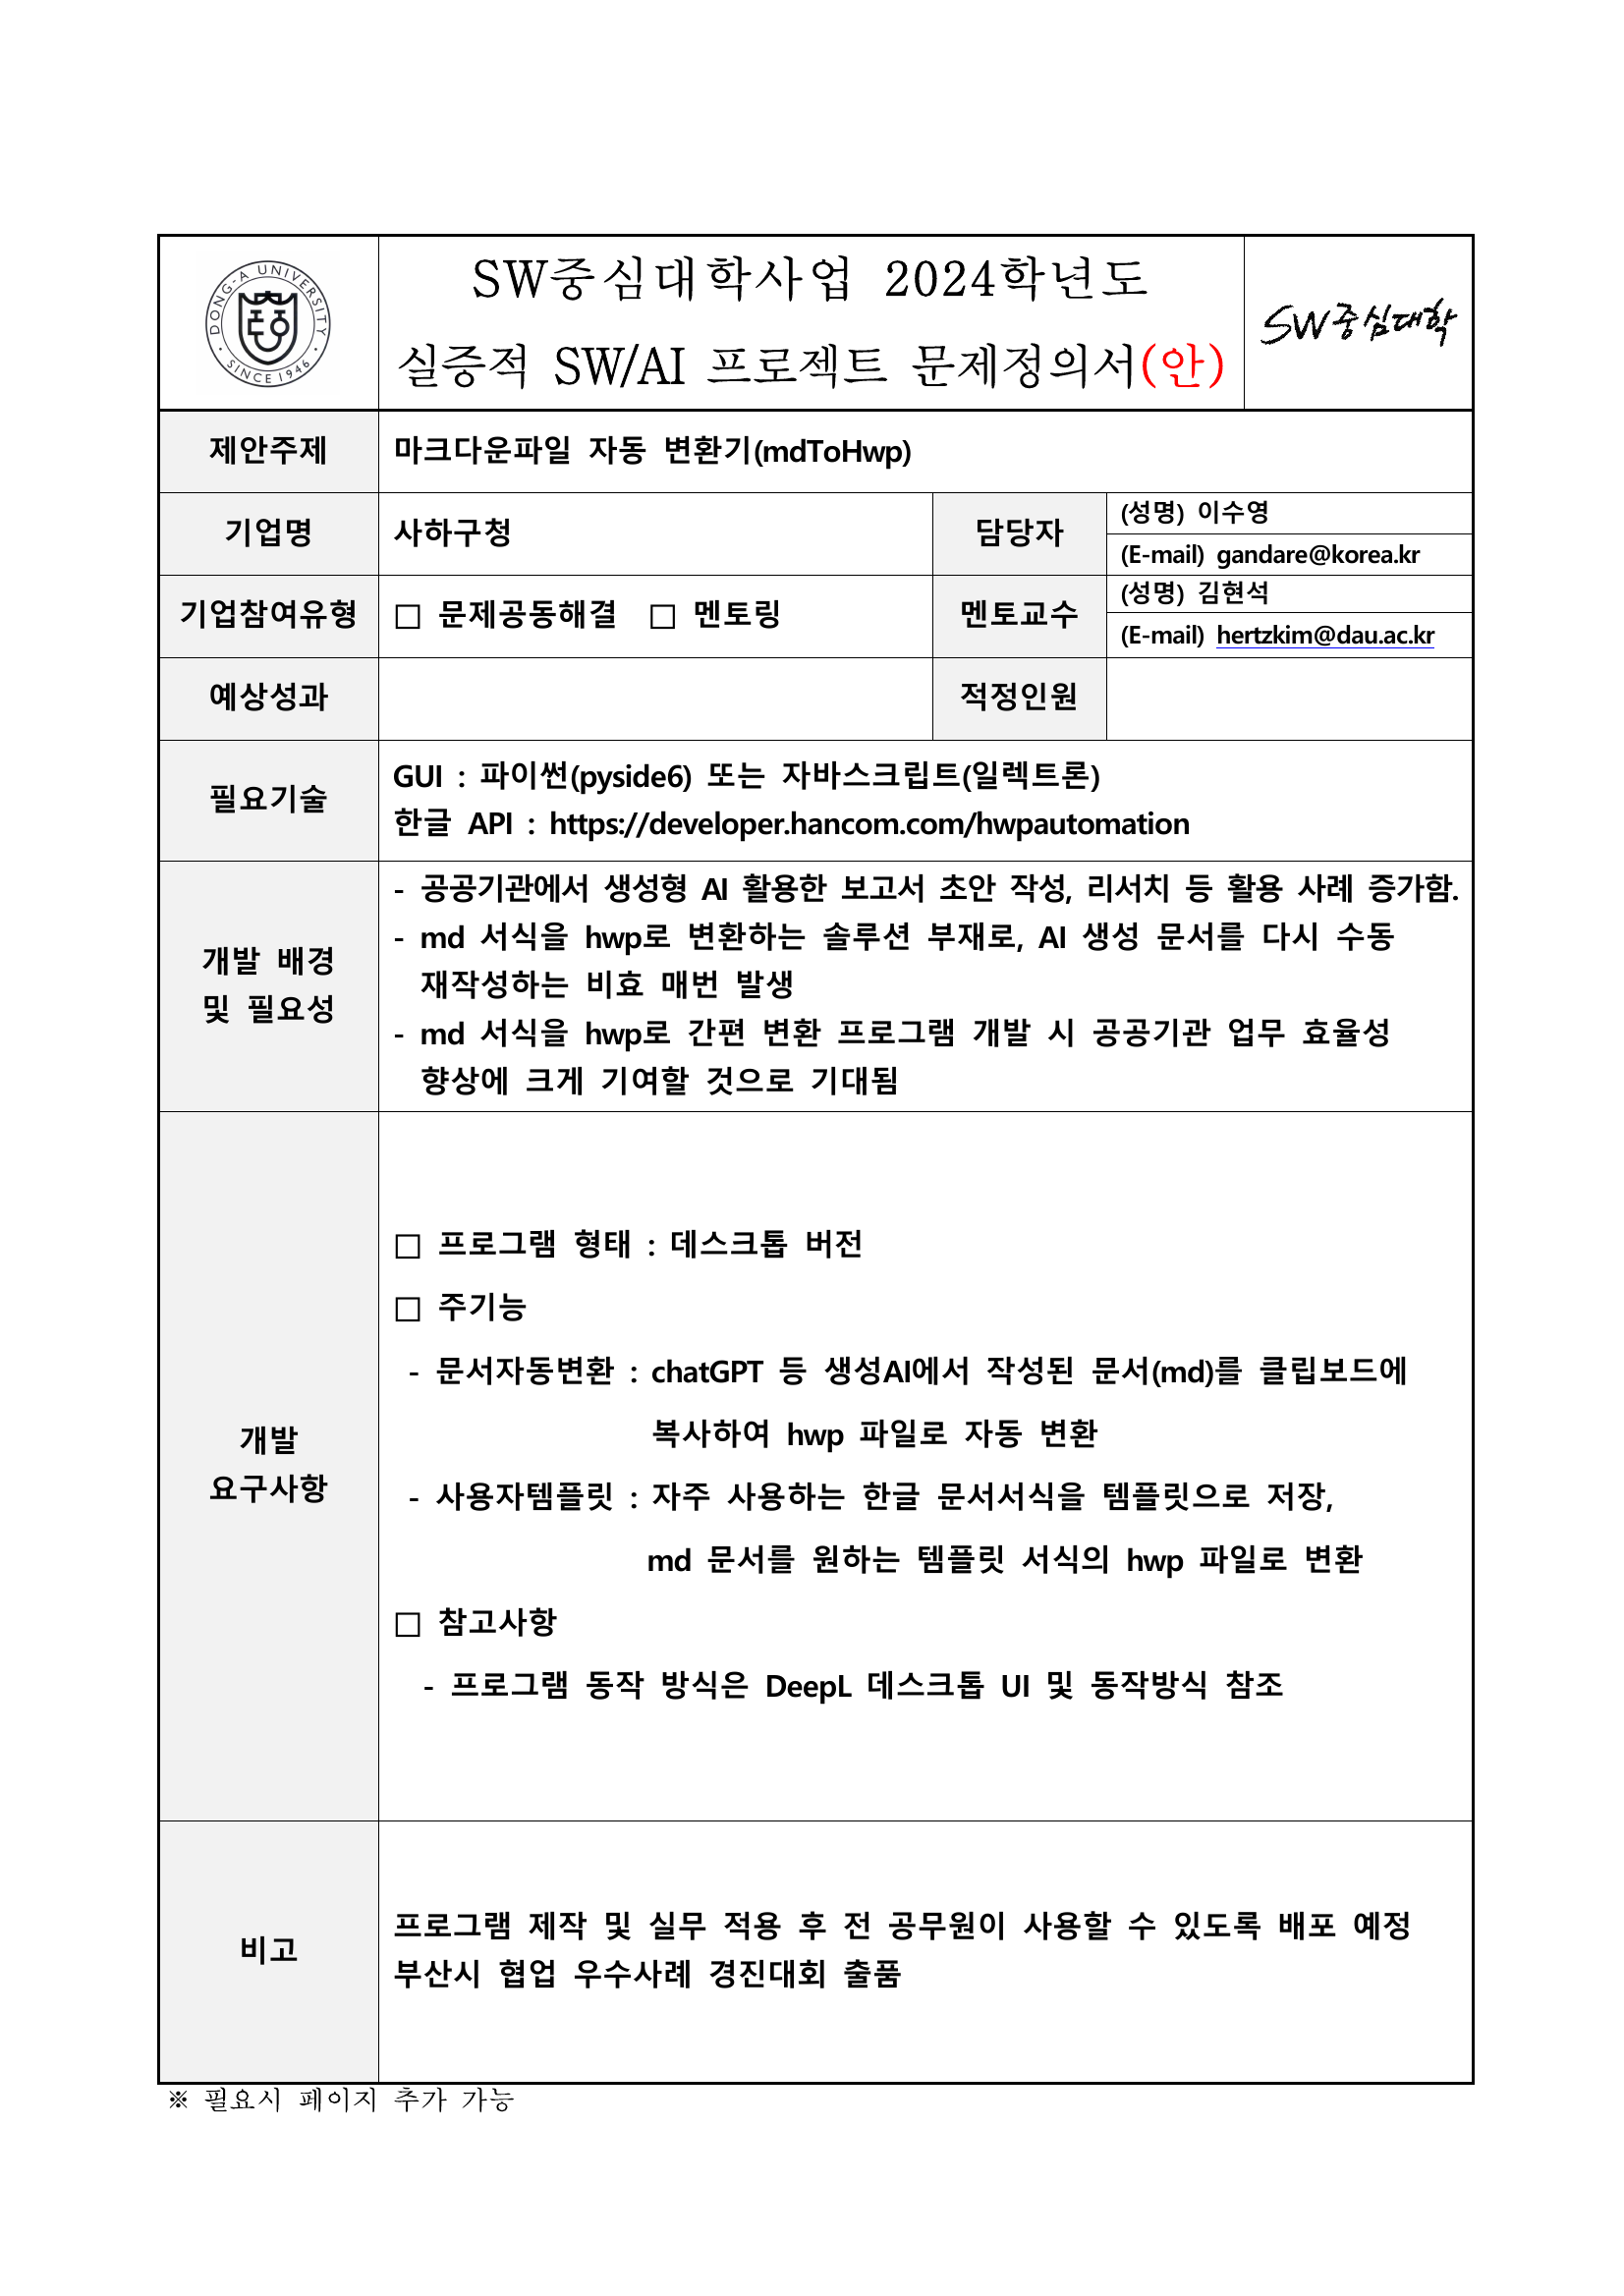 DONG-A UNIVERSITY
SINCE 1946
SW중심대학사업 2024학년도
실증적 SW/AI 프로젝트 문제정의서(안)
SW중심대학
제안주제
마크다운파일 자동 변환기(mdToHwp)
기업명
사하구청
담당자
(성명) 이수영
(E-mail) gandare@korea.kr
기업참여유형
□ 문제공동해결 □ 멘토링
멘토교수
(성명) 김현석
(E-mail) hertzkim@dau.ac.kr
예상성과
적정인원
필요기술
GUI : 파이썬(pyside6) 또는 자바스크립트(일렉트론)
한글 API : https://developer.hancom.com/hwpautomation
개발 배경
및 필요성
- 공공기관에서 생성형 AI 활용한 보고서 초안 작성, 리서치 등 활용 사례 증가함.
- md 서식을 hwp로 변환하는 솔루션 부재로, AI 생성 문서를 다시 수동
재작성하는 비효 매번 발생
- md 서식을 hwp로 간편 변환 프로그램 개발 시 공공기관 업무 효율성
향상에 크게 기여할 것으로 기대됨
개발
요구사항
□ 프로그램 형태 : 데스크톱 버전
□ 주기능
- 문서자동변환 : chatGPT 등 생성AI에서 작성된 문서(md)를 클립보드에
복사하여 hwp 파일로 자동 변환
- 사용자템플릿 : 자주 사용하는 한글 문서서식을 템플릿으로 저장,
md 문서를 원하는 템플릿 서식의 hwp 파일로 변환
□ 참고사항
- 프로그램 동작 방식은 DeepL 데스크톱 UI 및 동작방식 참조
비고
프로그램 제작 및 실무 적용 후 전 공무원이 사용할 수 있도록 배포 예정
부산시 협업 우수사례 경진대회 출품
※ 필요시 페이지 추가 가능